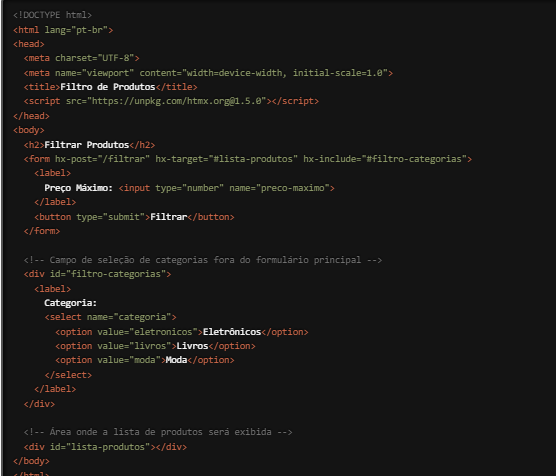 <!DOCTYPE html>
<html lang="pt-br">
<head>
  <meta charset="UTF-8">
  <meta name="viewport" content="width=device-width, initial-scale=1.0">
  <title>Filtro de Produtos</title>
  <script src="https://unpkg.com/htmx.org@1.5.0"></script>
</head>
<body>
  <h2>Filtrar Produtos</h2>
  <form hx-post="/filtrar" hx-target="#lista-produtos" hx-include="#filtro-categorias">
    <label>
      Preço Máximo: <input type="number" name="preco-maximo">
    </label>
    <button type="submit">Filtrar</button>
  </form>

  <!-- Campo de seleção de categorias fora do formulário principal -->
  <div id="filtro-categorias">
    <label>
      Categoria:
      <select name="categoria">
        <option value="eletronicos">Eletrônicos</option>
        <option value="livros">Livros</option>
        <option value="moda">Moda</option>
      </select>
    </label>
  </div>

  <!-- Área onde a lista de produtos será exibida -->
  <div id="lista-produtos"></div>
</body>
</html>